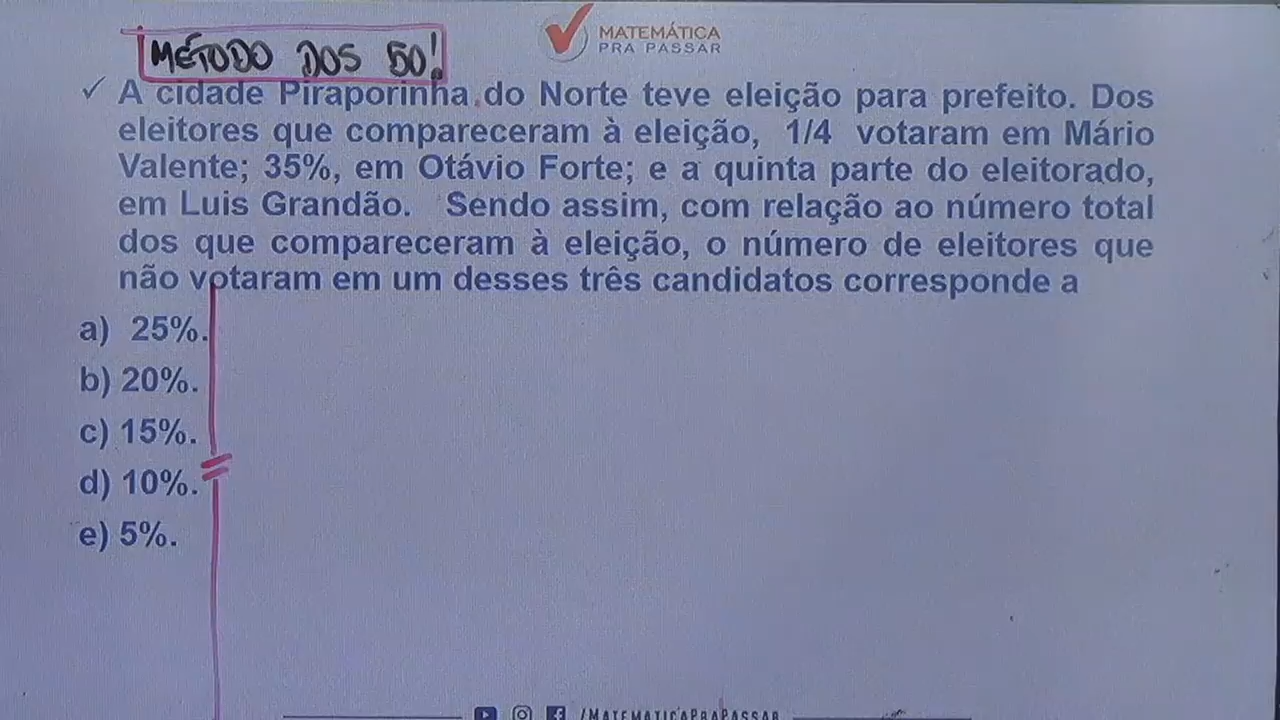 MÉTODO DOS 50!
MATEMÁTICA
PRA PASSAR
✓ A cidade Piraporinha do Norte teve eleição para prefeito. Dos
eleitores que compareceram à eleição, 1/4 votaram em Mário
Valente; 35%, em Otávio Forte; e a quinta parte do eleitorado,
em Luis Grandão. Sendo assim, com relação ao número total
dos que compareceram à eleição, o número de eleitores que
não votaram em um desses três candidatos corresponde a
a) 25%.
b) 20%.
c) 15%.
d) 10%.
e) 5%.
/MATEMATICAPRAPASSAR